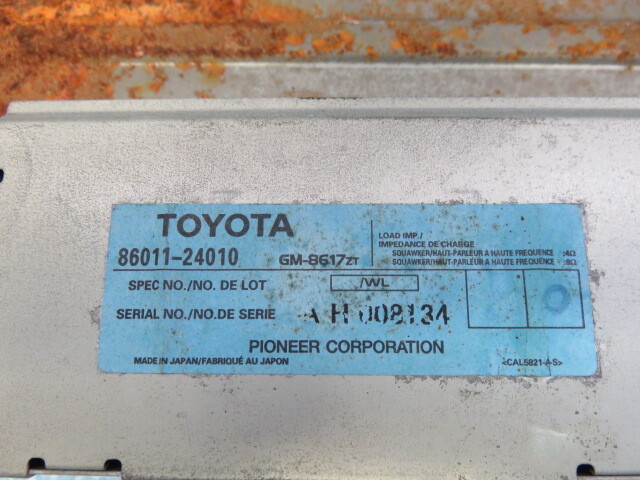 TOYOTA
86011-24010 GM-8617ZT
LOAD IMP./
IMPEDANCE DE CHARGE
SQUAWKER/HAUT-PARLEUR A HAUTE FREQUENCE :4Ω
SQUAWKER/HAUT-PARLEUR A HAUTE FREQUENCE
SPEC NO./NO. DE LOT /WL
SERIAL NO./NO.DE SERIE AH008134
PIONEER CORPORATION
MADE IN JAPAN/FABRIQUÉ AU JAPON <CAL5821-A-S>